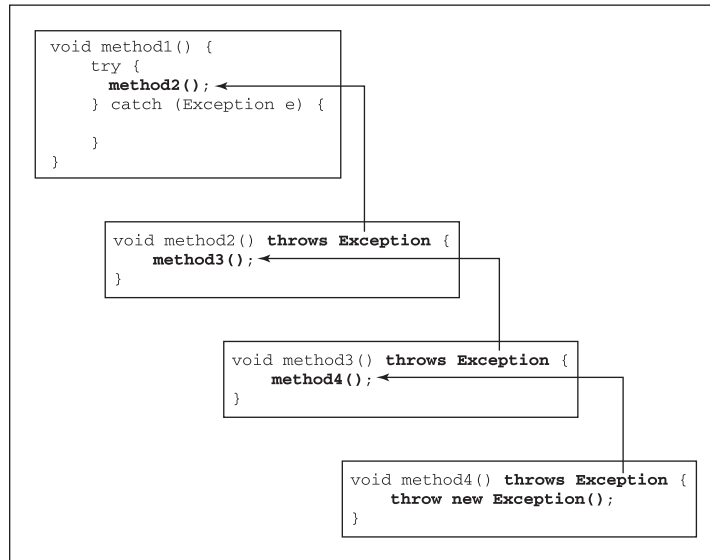 void method1() {
try {
method2();
} catch (Exception e) {
}
}
void method2() throws Exception {
method3();
}
void method3() throws Exception {
method4();
}
void method4() throws Exception {
throw new Exception();
}